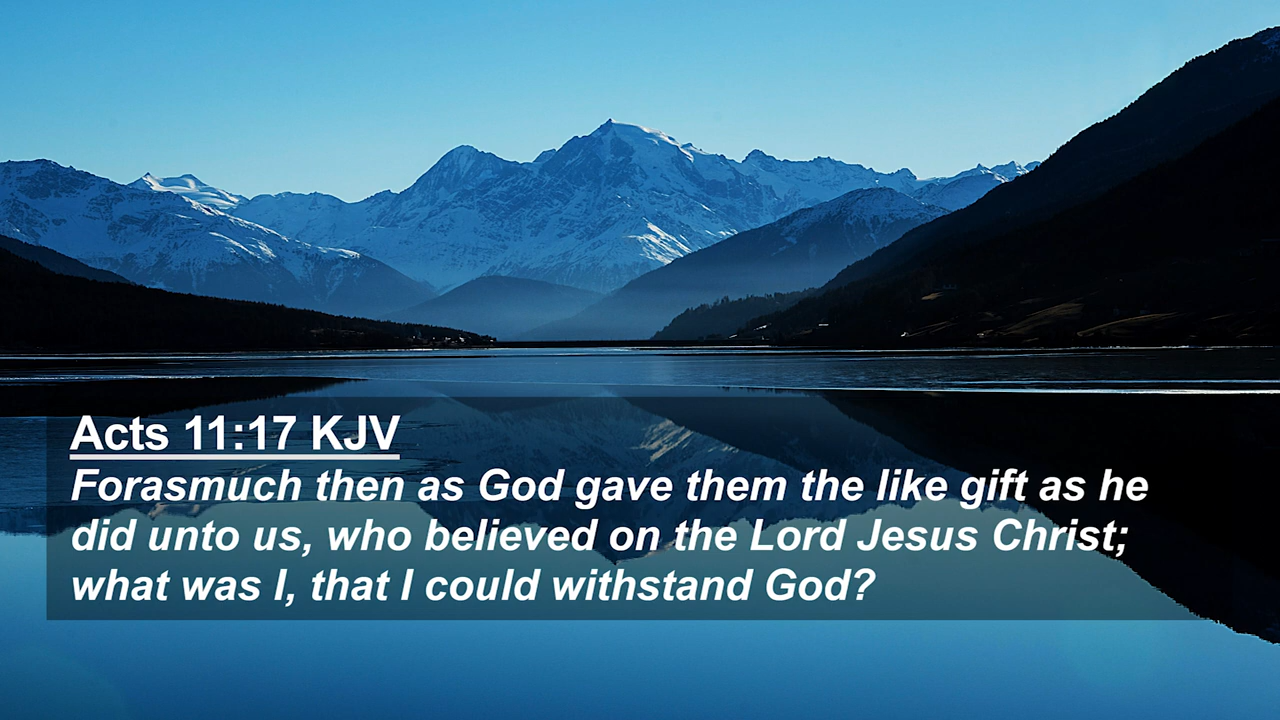 Acts 11:17 KJV
Forasmuch then as God gave them the like gift as he
did unto us, who believed on the Lord Jesus Christ;
what was I, that I could withstand God?